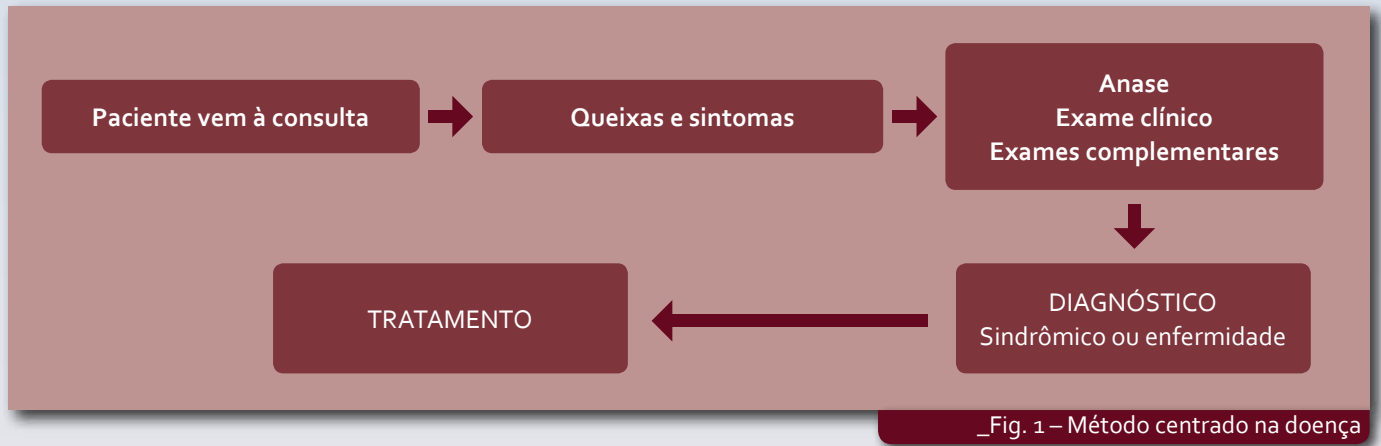 Paciente vem à consulta
Queixas e sintomas
Anase
Exame clínico
Exames complementares
DIAGNÓSTICO
Sindrômico ou enfermidade
TRATAMENTO
_Fig. 1 – Método centrado na doença